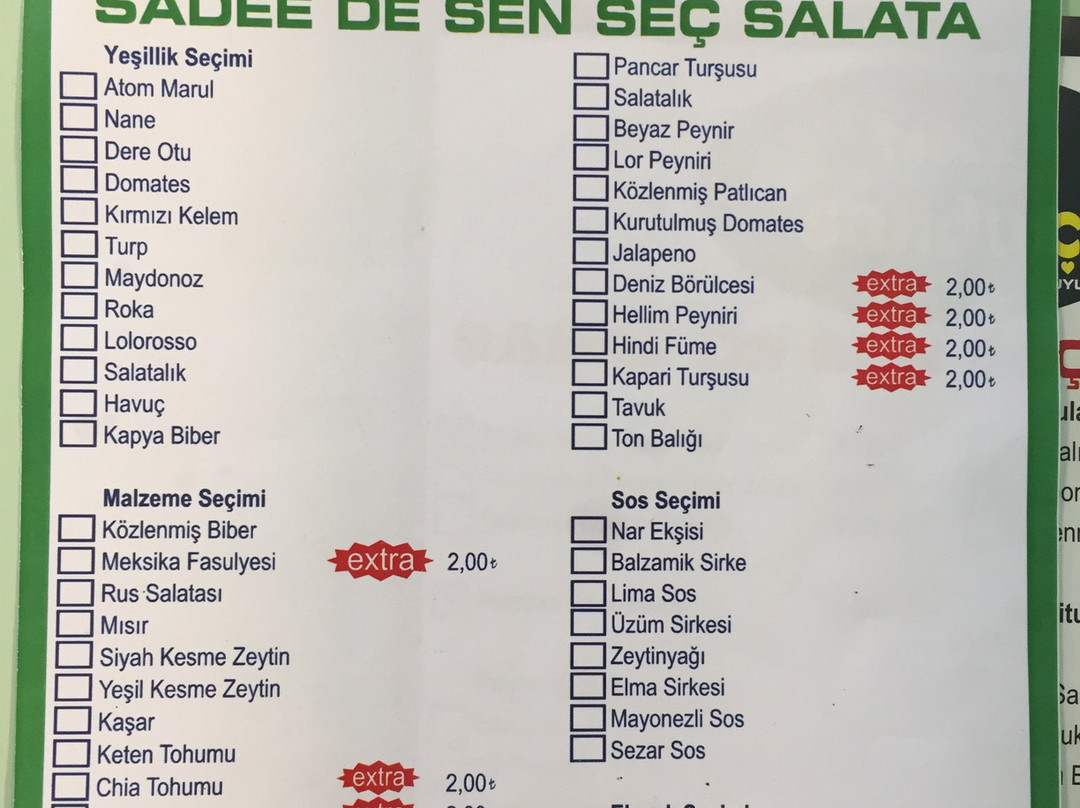 SADEE DE SEN SEÇ SALATA
Yeşillik Seçimi
Atom Marul
Nane
Dere Otu
Domates
Kırmızı Kelem
Turp
Maydonoz
Roka
Lolorosso
Salatalık
Havuç
Kapya Biber
Malzeme Seçimi
Közlenmiş Biber
Meksika Fasulyesi extra 2,00₺
Rus Salatası
Mısır
Siyah Kesme Zeytin
Yeşil Kesme Zeytin
Kaşar
Keten Tohumu
Chia Tohumu extra 2,00₺
Pancar Turşusu
Salatalık
Beyaz Peynir
Lor Peyniri
Közlenmiş Patlıcan
Kurutulmuş Domates
Jalapeno
Deniz Börülcesi extra 2,00₺
Hellim Peyniri extra 2,00₺
Hindi Füme extra 2,00₺
Kapari Turşusu extra 2,00₺
Tavuk
Ton Balığı
Sos Seçimi
Nar Ekşisi
Balzamik Sirke
Lima Sos
Üzüm Sirkesi
Zeytinyağı
Elma Sirkesi
Mayonezli Sos
Sezar Sos